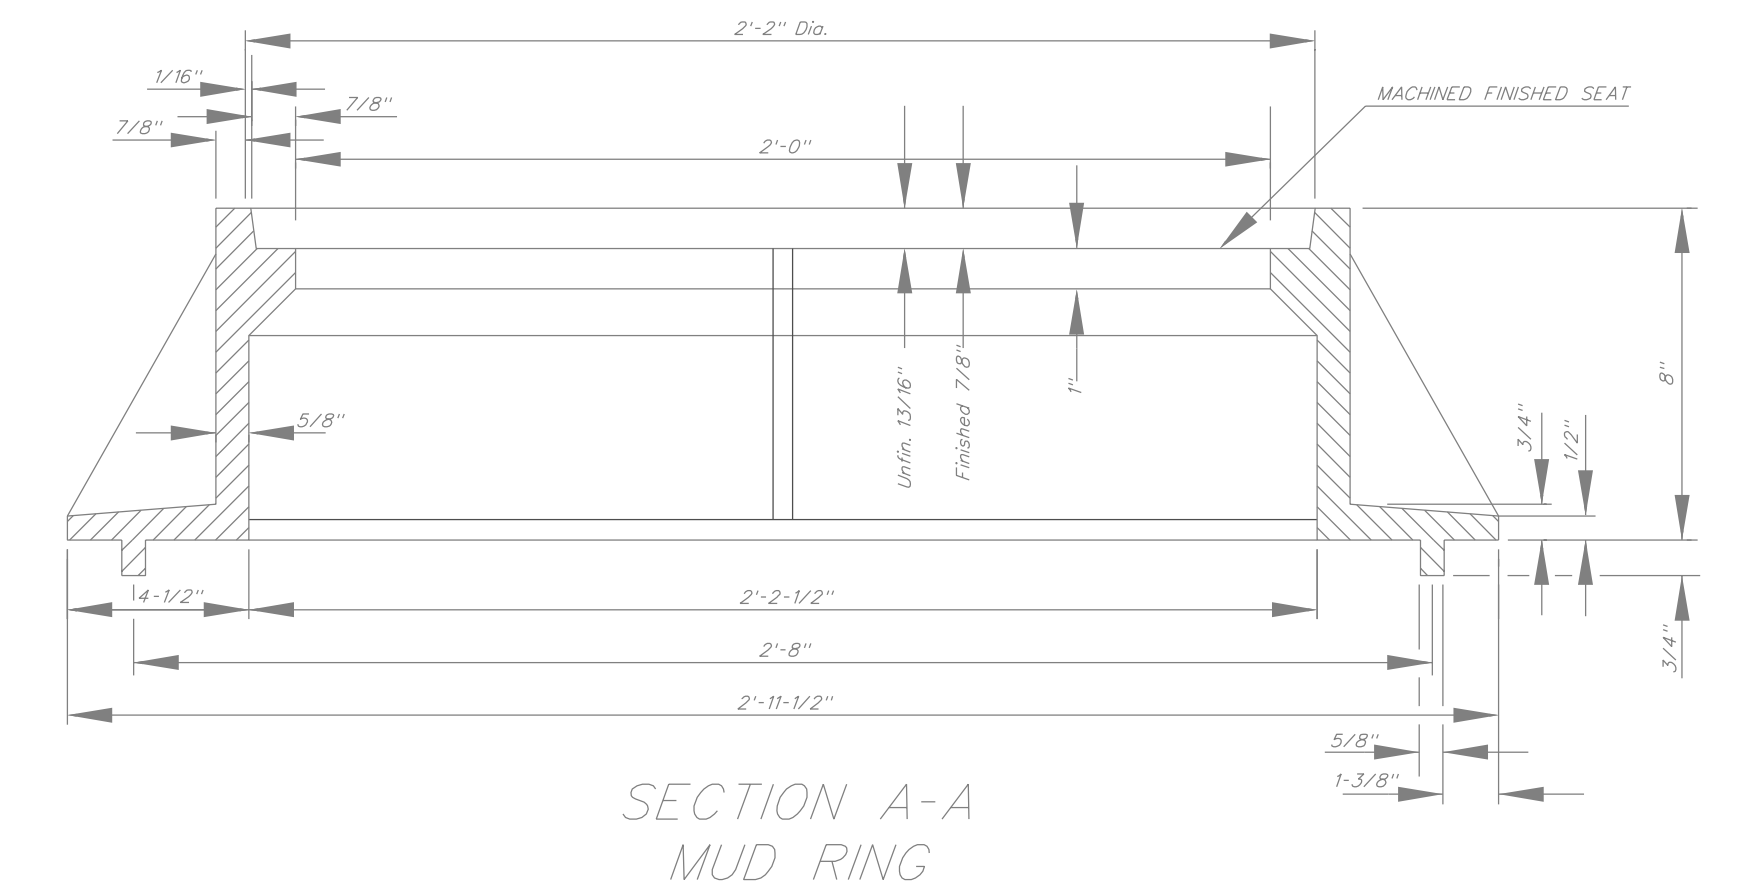 2'-2" Dia.
1/16"
7/8"
7/8"
MACHINED FINISHED SEAT
2'-0"
Unfin. 13/16"
Finished 7/8"
1"
8"
5/8"
3/4"
1/2"
4-1/2"
2'-2-1/2"
2'-8"
3/4"
2'-11-1/2"
5/8"
1-3/8"
SECTION A-A
MUD RING